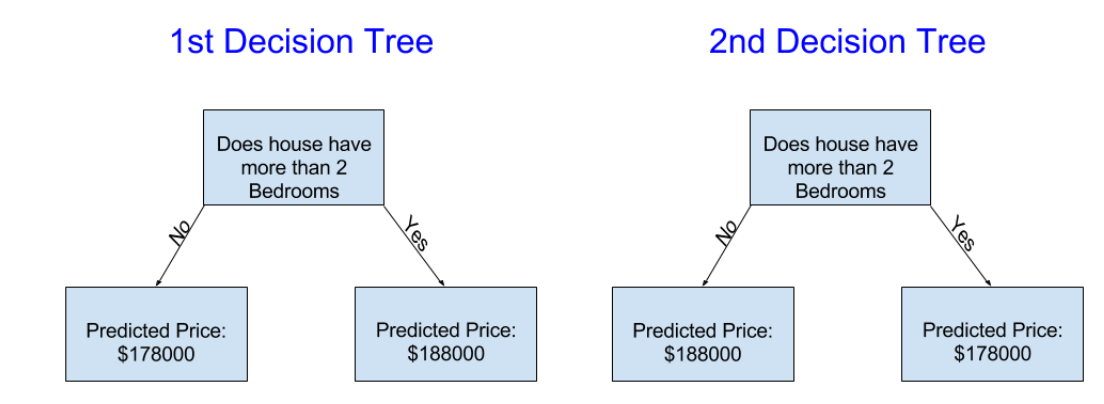 1st Decision Tree
Does house have
more than 2
Bedrooms
No
Yes
Predicted Price:
$178000
Predicted Price:
$188000
2nd Decision Tree
Does house have
more than 2
Bedrooms
No
Yes
Predicted Price:
$188000
Predicted Price:
$178000